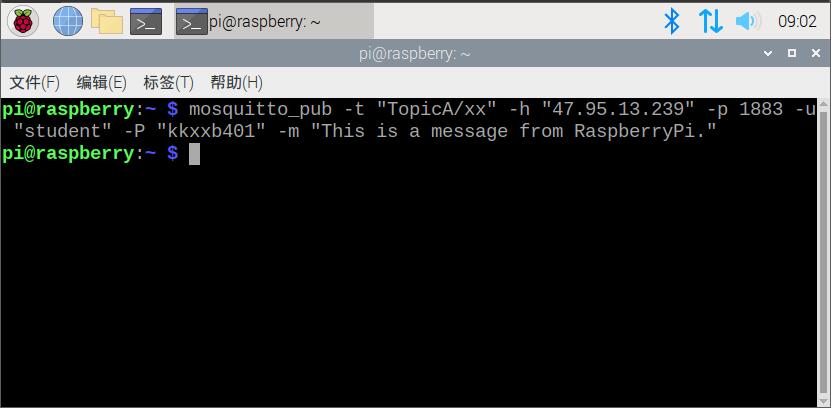 pi@raspberry: ~
09:02
pi@raspberry: ~
文件(F) 编辑(E) 标签(T) 帮助(H)
pi@raspberry:~ $ mosquitto_pub -t "TopicA/xx" -h "47.95.13.239" -p 1883 -u
"student" -P "kkxxb401" -m "This is a message from RaspberryPi."
pi@raspberry:~ $